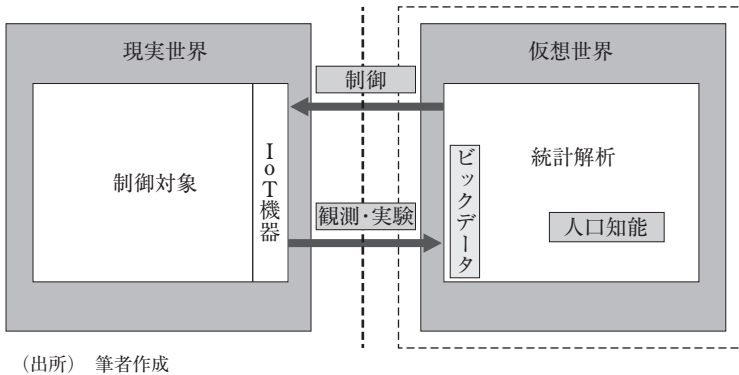 現実世界
仮想世界
制御
制御対象
IoT機器
観測・実験
ビックデータ
統計解析
人口知能
（出所）　筆者作成